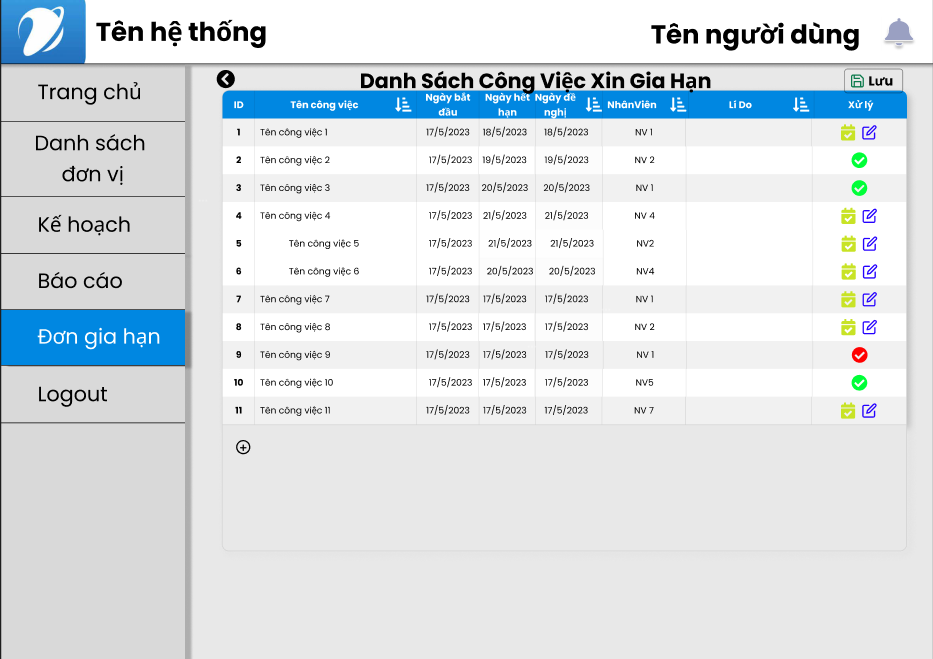 Tên hệ thống
Tên người dùng
Trang chủ
Danh sách
đơn vị
Kế hoạch
Báo cáo
Đơn gia hạn
Logout
Danh Sách Công Việc Xin Gia Hạn
Lưu
ID Tên công việc Ngày bắt đầu Ngày hết hạn Ngày đề nghị NhânViên Lí Do Xử lý
1 Tên công việc 1 17/5/2023 18/5/2023 18/5/2023 NV 1
2 Tên công việc 2 17/5/2023 19/5/2023 19/5/2023 NV 2
3 Tên công việc 3 17/5/2023 20/5/2023 20/5/2023 NV 1
4 Tên công việc 4 17/5/2023 21/5/2023 21/5/2023 NV 4
5 Tên công việc 5 17/5/2023 21/5/2023 21/5/2023 NV2
6 Tên công việc 6 17/5/2023 20/5/2023 20/5/2023 NV4
7 Tên công việc 7 17/5/2023 17/5/2023 17/5/2023 NV 1
8 Tên công việc 8 17/5/2023 17/5/2023 17/5/2023 NV 2
9 Tên công việc 9 17/5/2023 17/5/2023 17/5/2023 NV 1
10 Tên công việc 10 17/5/2023 17/5/2023 17/5/2023 NV5
11 Tên công việc 11 17/5/2023 17/5/2023 17/5/2023 NV 7